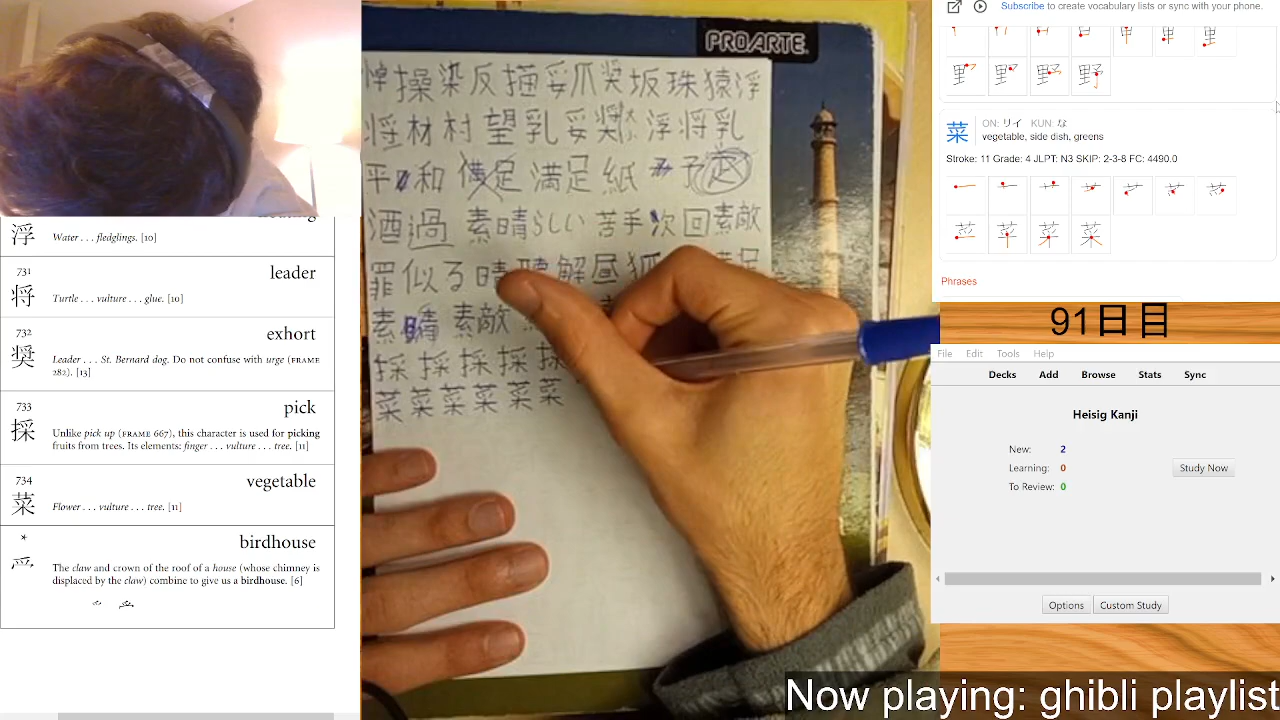 浮
Water . . . fledglings. [10]
731
leader
将
Turtle . . . vulture . . . glue. [10]
732
exhort
奨
Leader . . . St. Bernard dog. Do not confuse with urge (FRAME
282). [13]
733
pick
採
Unlike pick up (FRAME 667), this character is used for picking
fruits from trees. Its elements: finger . . . vulture . . . tree. [11]
734
vegetable
菜
Flower . . . vulture . . . tree. [11]
*
birdhouse
The claw and crown of the roof of a house (whose chimney is
displaced by the claw) combine to give us a birdhouse. [6]
PROARTE.
悼操染反描妥爪奨坂珠猿浮
将材村望乳妥奨浮将乳
平和 満足 紙 予定
酒過 素晴らしい 苦手 次回 素敵
罪似る晴 解昼狐
素晴 素敵
採採採採採
菜菜菜菜菜菜
Subscribe to create vocabulary lists or sync with your phone.
菜
ON: リイ KUN な
vegetable, side dish, greens
Stroke: 11 Grade: 4 JLPT: N3 SKIP: 2-3-8 FC: 4490.0
Phrases
91日目
File Edit Tools Help
Decks Add Browse Stats Sync
Heisig Kanji
New: 2
Learning: 0
To Review: 0
Study Now
Options Custom Study
Now playing: ghibli playlist